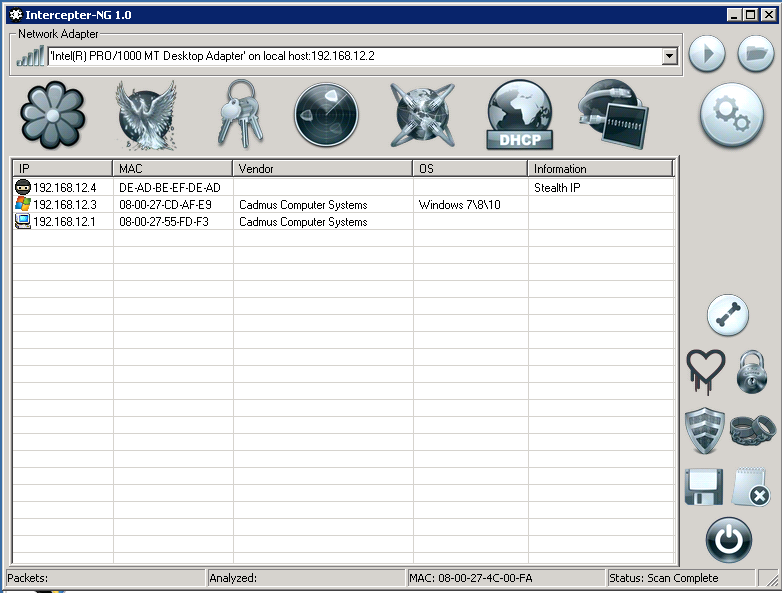 Intercepter-NG 1.0
Network Adapter
'Intel(R) PRO/1000 MT Desktop Adapter' on local host:192.168.12.2
DHCP
10110101
IP MAC Vendor OS Information
192.168.12.4 DE-AD-BE-EF-DE-AD Stealth IP
192.168.12.3 08-00-27-CD-AF-E9 Cadmus Computer Systems Windows 7\8\10
192.168.12.1 08-00-27-55-FD-F3 Cadmus Computer Systems
Packets: Analyzed: MAC: 08-00-27-4C-00-FA Status: Scan Complete